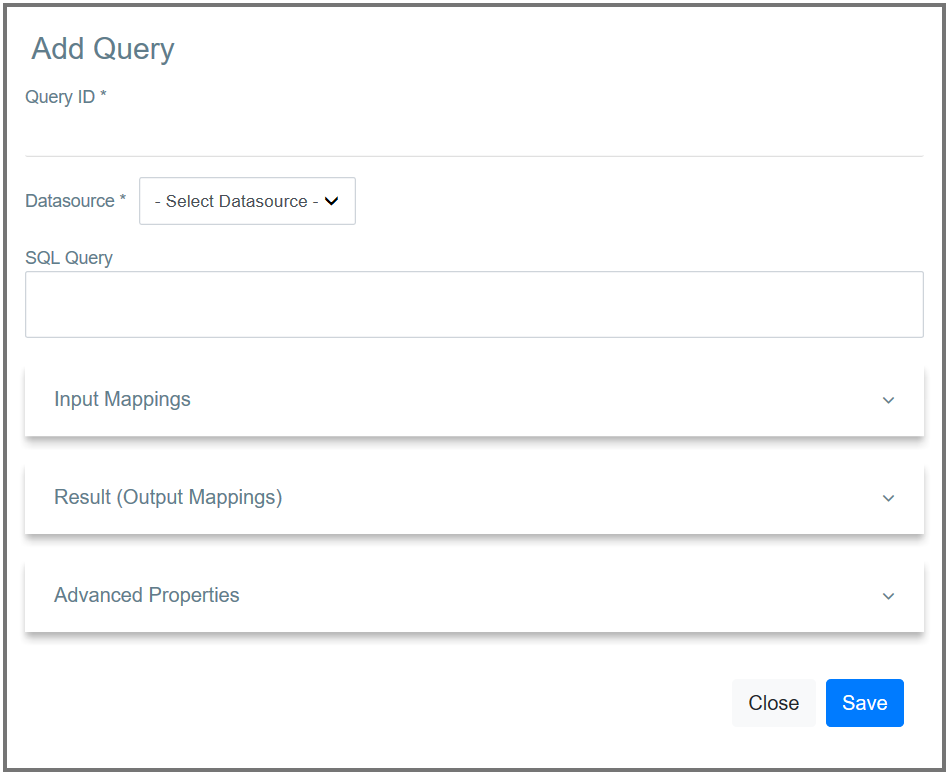 Add Query
Query ID *
Datasource * - Select Datasource -
SQL Query
Input Mappings
Result (Output Mappings)
Advanced Properties
Close Save